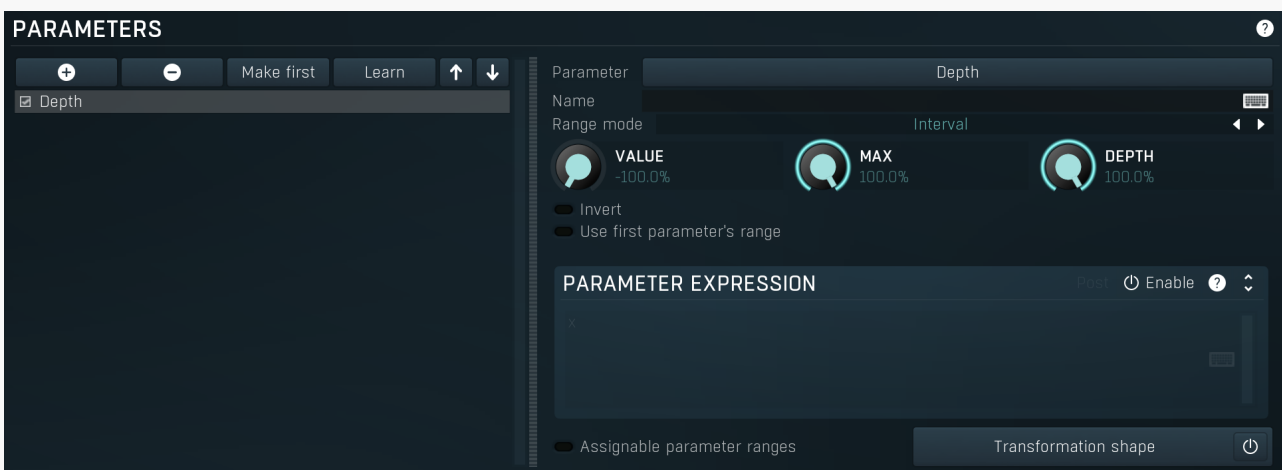 PARAMETERS
?
Make first Learn
Depth
Parameter Depth
Name
Range mode Interval
VALUE
-100.0%
MAX
100.0%
DEPTH
100.0%
Invert
Use first parameter's range
PARAMETER EXPRESSION Post Enable ?
x
Assignable parameter ranges Transformation shape